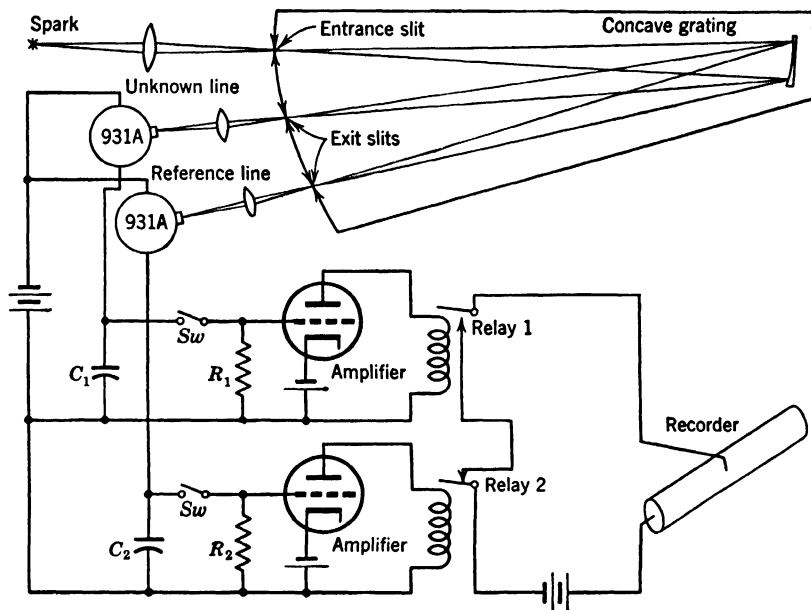 Spark
Entrance slit
Concave grating
Unknown line
931A
Exit slits
Reference line
931A
Sw
Relay 1
C₁
R₁
Amplifier
Recorder
Sw
Relay 2
C₂
R₂
Amplifier